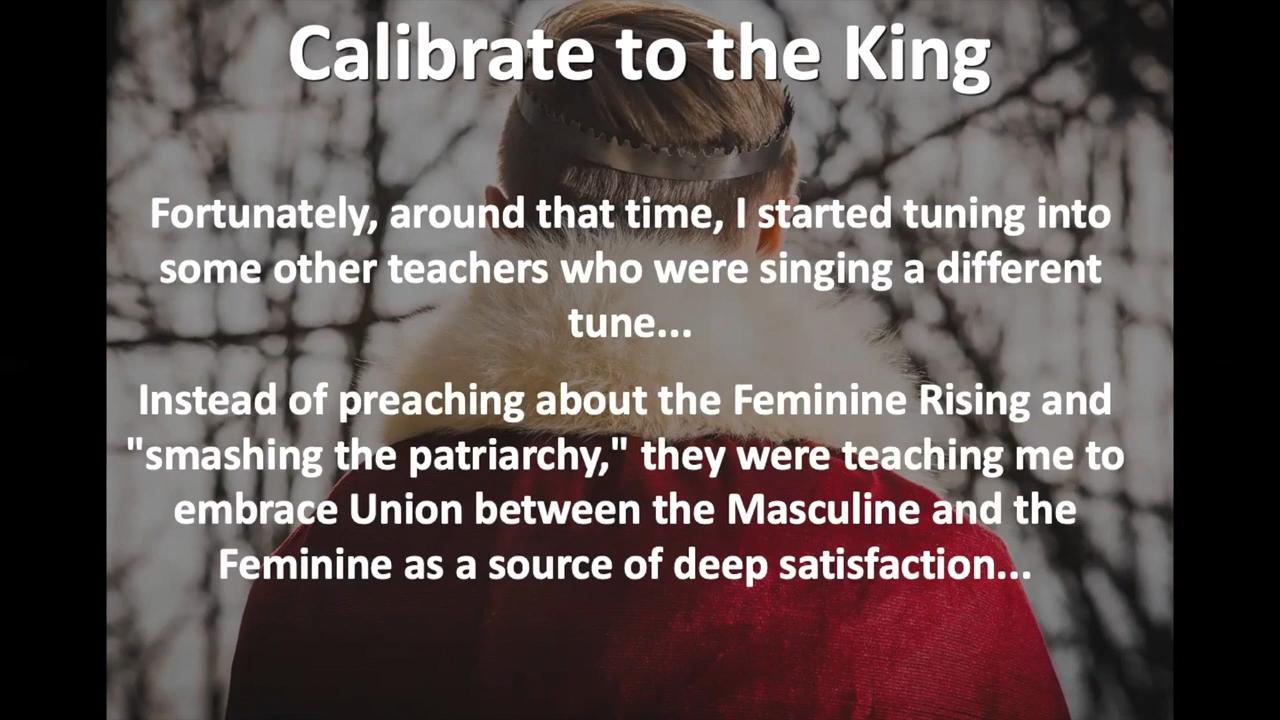 Calibrate to the King
Fortunately, around that time, I started tuning into
some other teachers who were singing a different
tune...
Instead of preaching about the Feminine Rising and
"smashing the patriarchy," they were teaching me to
embrace Union between the Masculine and the
Feminine as a source of deep satisfaction...